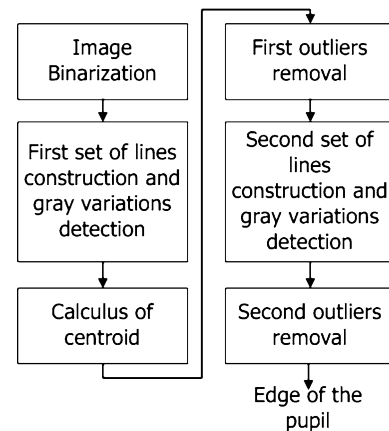 Image
Binarization
First set of lines
construction and
gray variations
detection
Calculus of
centroid
First outliers
removal
Second set of
lines
construction and
gray variations
detection
Second outliers
removal
Edge of the
pupil